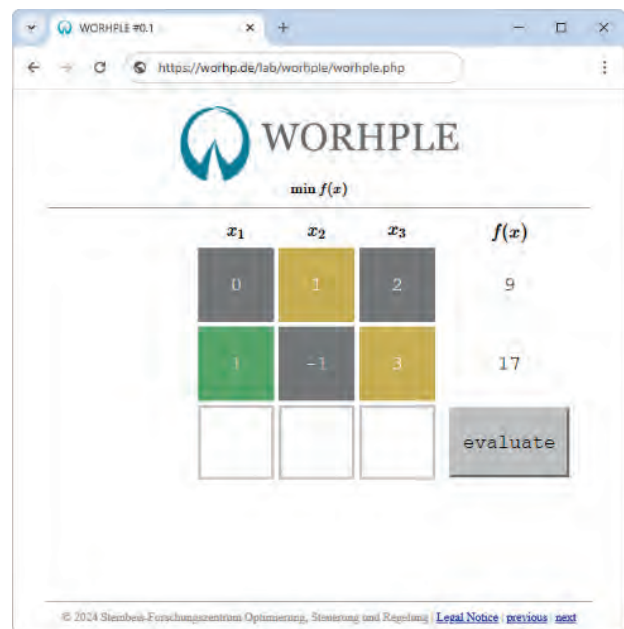 WORHPLE #0.1
https://worhp.de/lab/worhple/worhple.php
WORHPLE
min f(x)
x₁ x₂ x₃ f(x)
0 1 2 9
1 -1 3 17
evaluate
© 2024 Steinbeis-Forschungszentrum Optimierung, Steuerung und Regelung | Legal Notice | previous | next